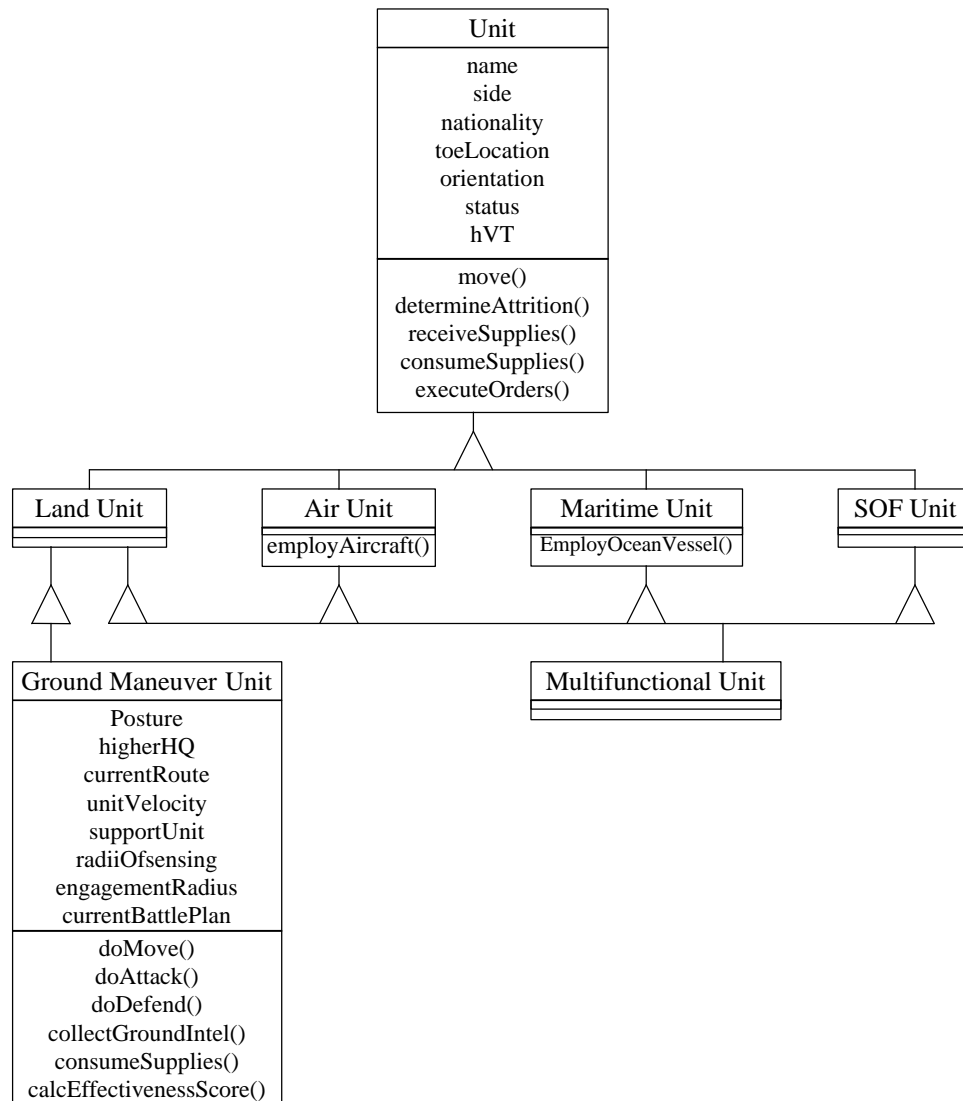 Unit
name
side
nationality
toeLocation
orientation
status
hVT
move()
determineAttrition()
receiveSupplies()
consumeSupplies()
executeOrders()
Land Unit
Air Unit
employAircraft()
Maritime Unit
EmployOceanVessel()
SOF Unit
Ground Maneuver Unit
Posture
higherHQ
currentRoute
unitVelocity
supportUnit
radiiOfsensing
engagementRadius
currentBattlePlan
doMove()
doAttack()
doDefend()
collectGroundIntel()
consumeSupplies()
calcEffectivenessScore()
Multifunctional Unit